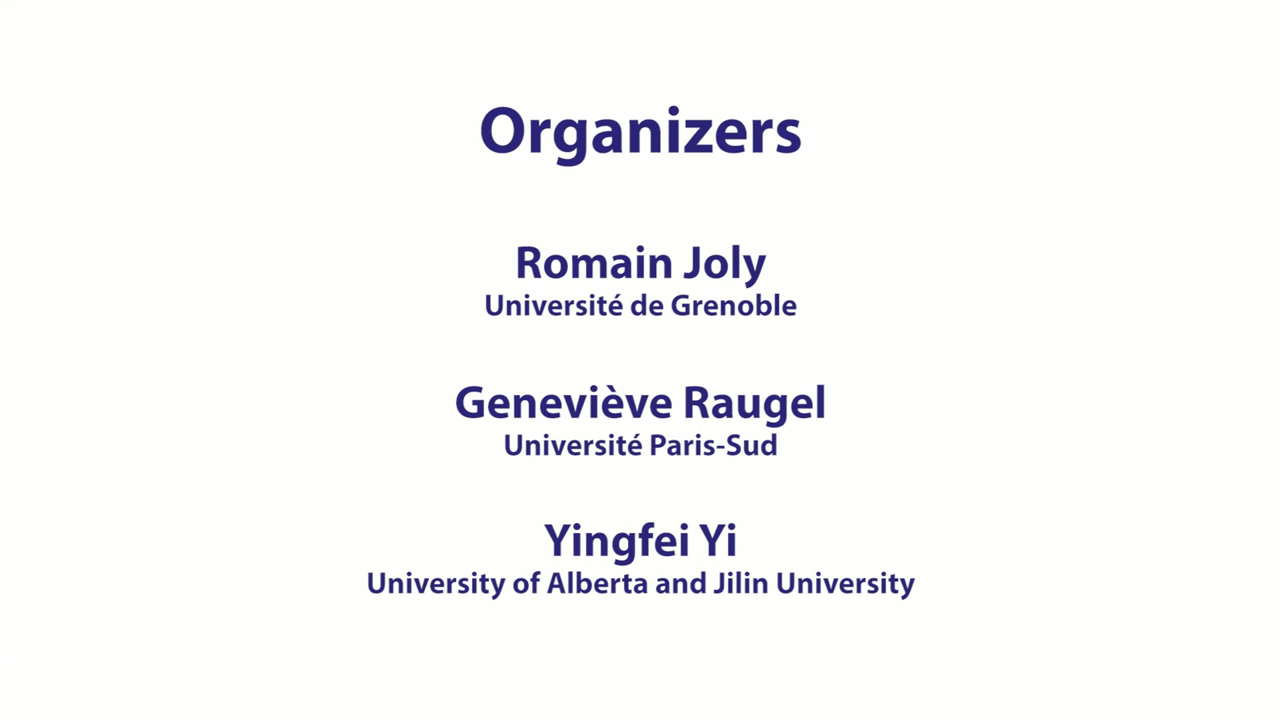 Organizers
Romain Joly
Université de Grenoble
Geneviève Raugel
Université Paris-Sud
Yingfei Yi
University of Alberta and Jilin University